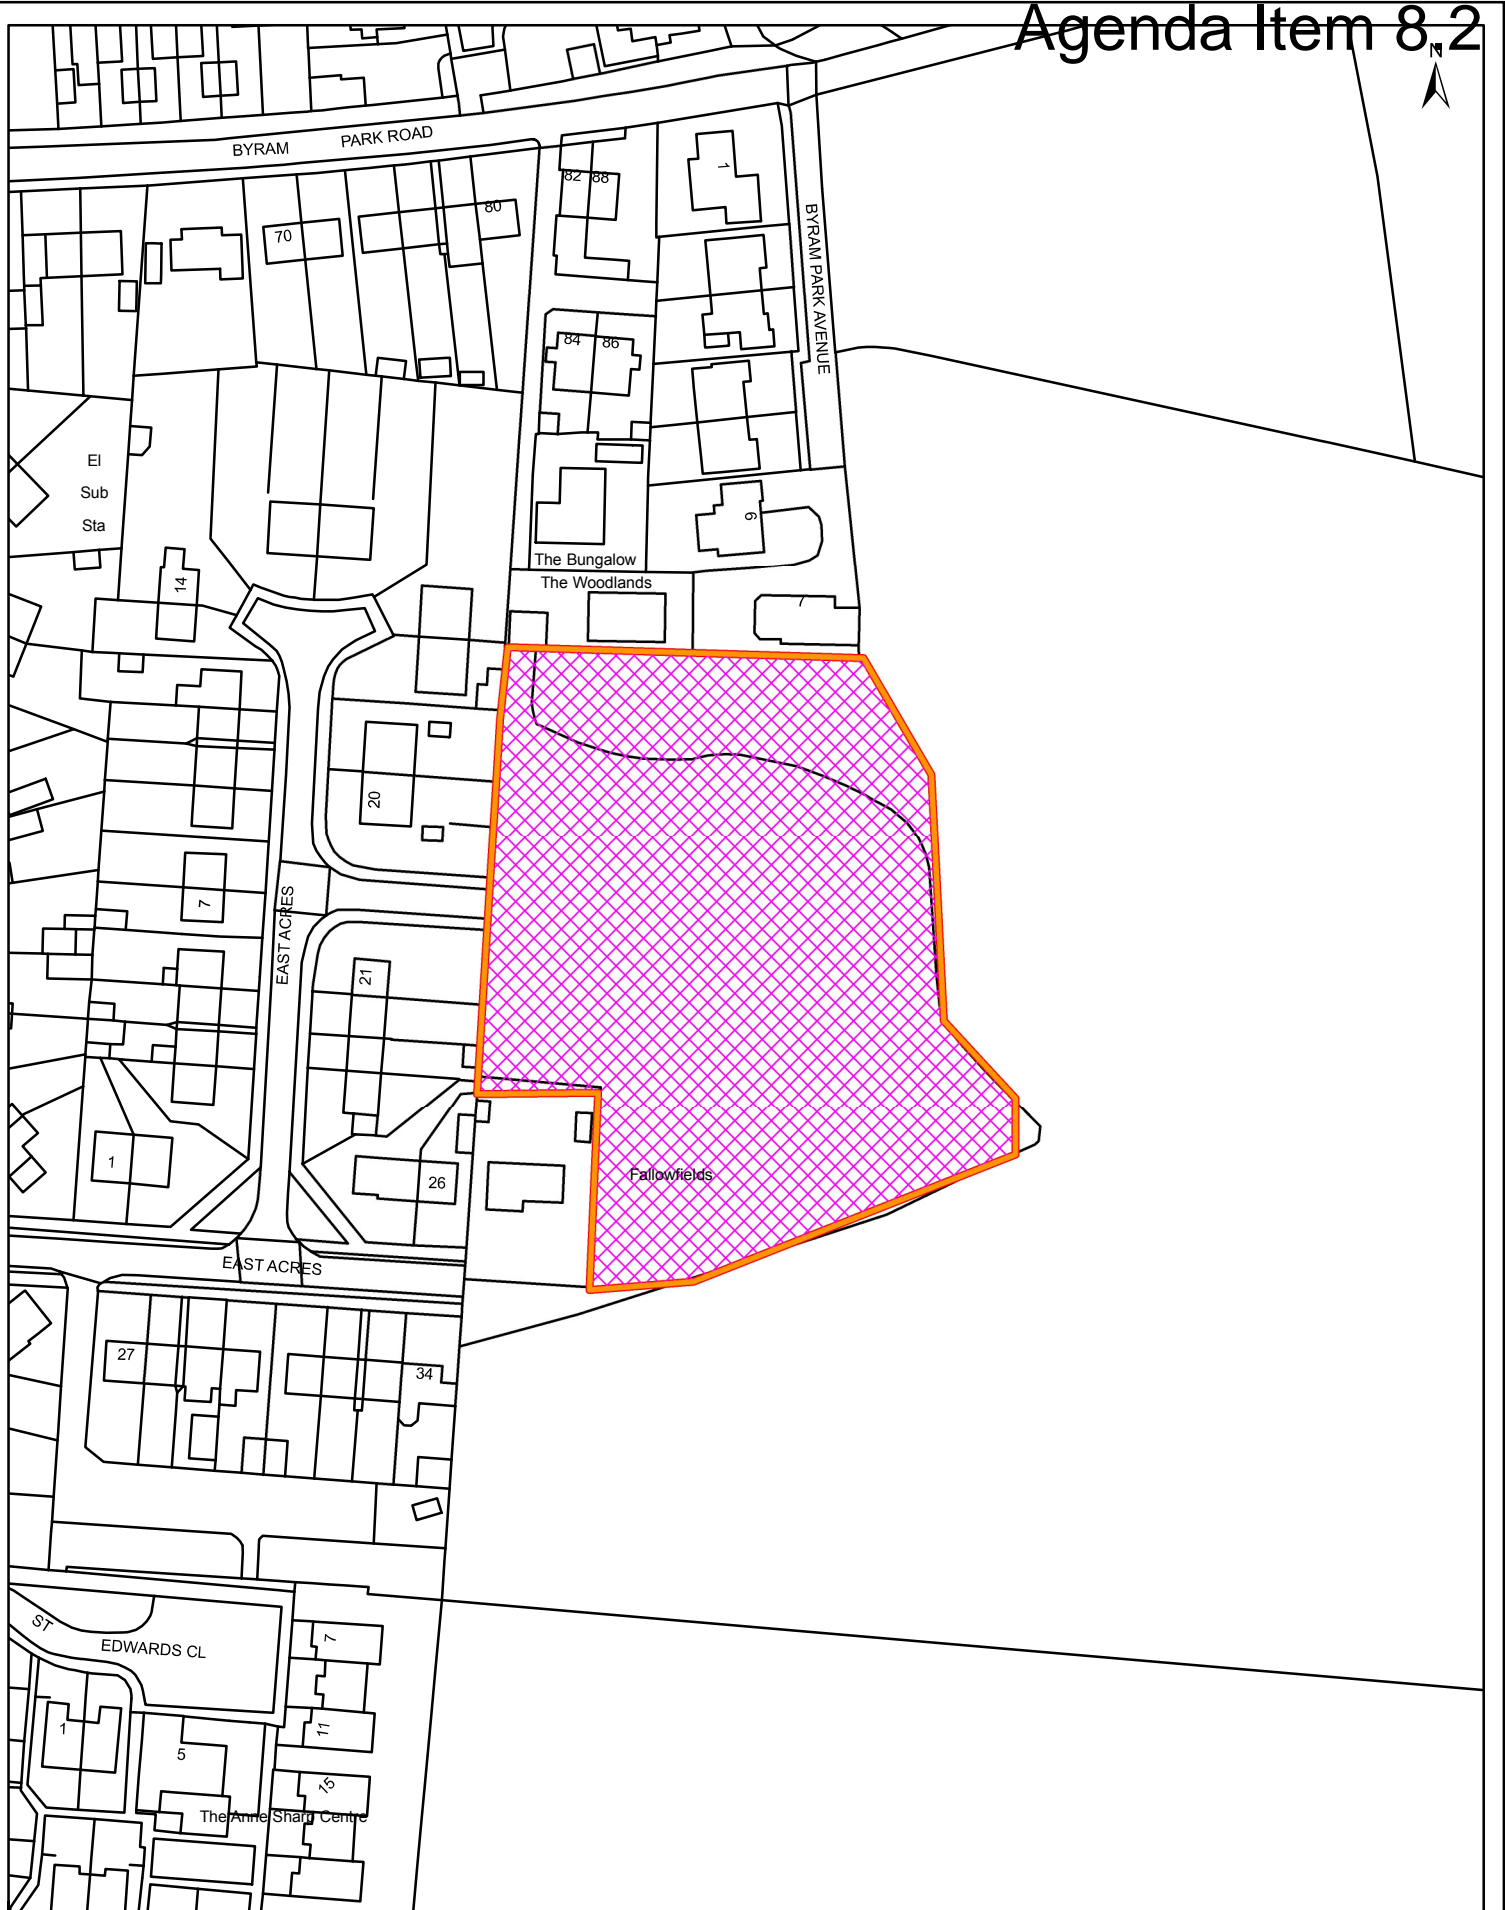 Agenda Item 8.2
N
BYRAM PARK ROAD
82 88
1
80
70
BYRAM PARK AVENUE
84 86
El
Sub
Sta
6
The Bungalow
The Woodlands
14
7
20
7
EAST ACRES
21
1
26
Fallowfields
EAST ACRES
27
34
ST
EDWARDS CL
7
1
11
5
15
The Anne Sharp Centre